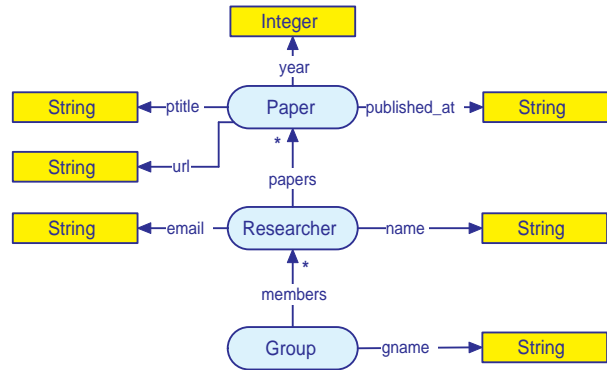 Integer
year
String ptitle Paper published_at String
*
String url
papers
String email Researcher name String
*
members
Group gname String